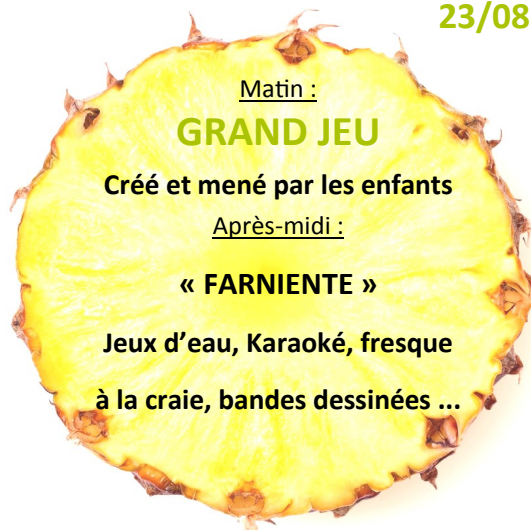 23/08
Matin :
GRAND JEU
Créé et mené par les enfants
Après-midi :
« FARNIENTE »
Jeux d’eau, Karaoké, fresque
à la craie, bandes dessinées ...